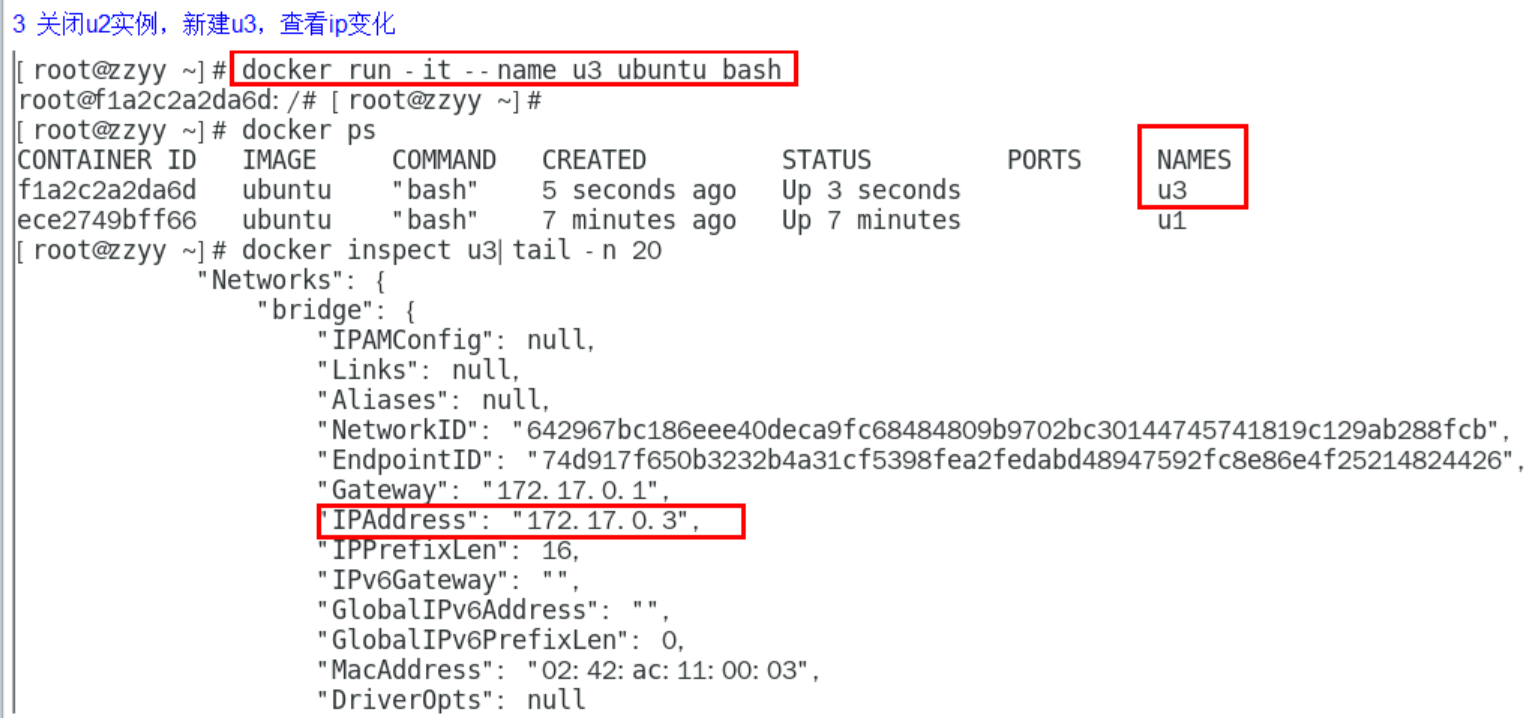 3 关闭u2实例，新建u3，查看ip变化
[root@zzyy ~]# docker run -it --name u3 ubuntu bash
root@f1a2c2a2da6d:/# [root@zzyy ~]#
[root@zzyy ~]# docker ps
CONTAINER ID   IMAGE     COMMAND   CREATED         STATUS         PORTS     NAMES
f1a2c2a2da6d   ubuntu    "bash"    5 seconds ago   Up 3 seconds             u3
ece2749bff66   ubuntu    "bash"    7 minutes ago   Up 7 minutes             u1
[root@zzyy ~]# docker inspect u3|tail -n 20
            "Networks": {
                "bridge": {
                    "IPAMConfig": null,
                    "Links": null,
                    "Aliases": null,
                    "NetworkID": "642967bc186eee40deca9fc68484809b9702bc30144745741819c129ab288fcb",
                    "EndpointID": "74d917f650b3232b4a31cf5398fea2fedabd48947592fc8e86e4f25214824426",
                    "Gateway": "172.17.0.1",
                    "IPAddress": "172.17.0.3",
                    "IPPrefixLen": 16,
                    "IPv6Gateway": "",
                    "GlobalIPv6Address": "",
                    "GlobalIPv6PrefixLen": 0,
                    "MacAddress": "02:42:ac:11:00:03",
                    "DriverOpts": null